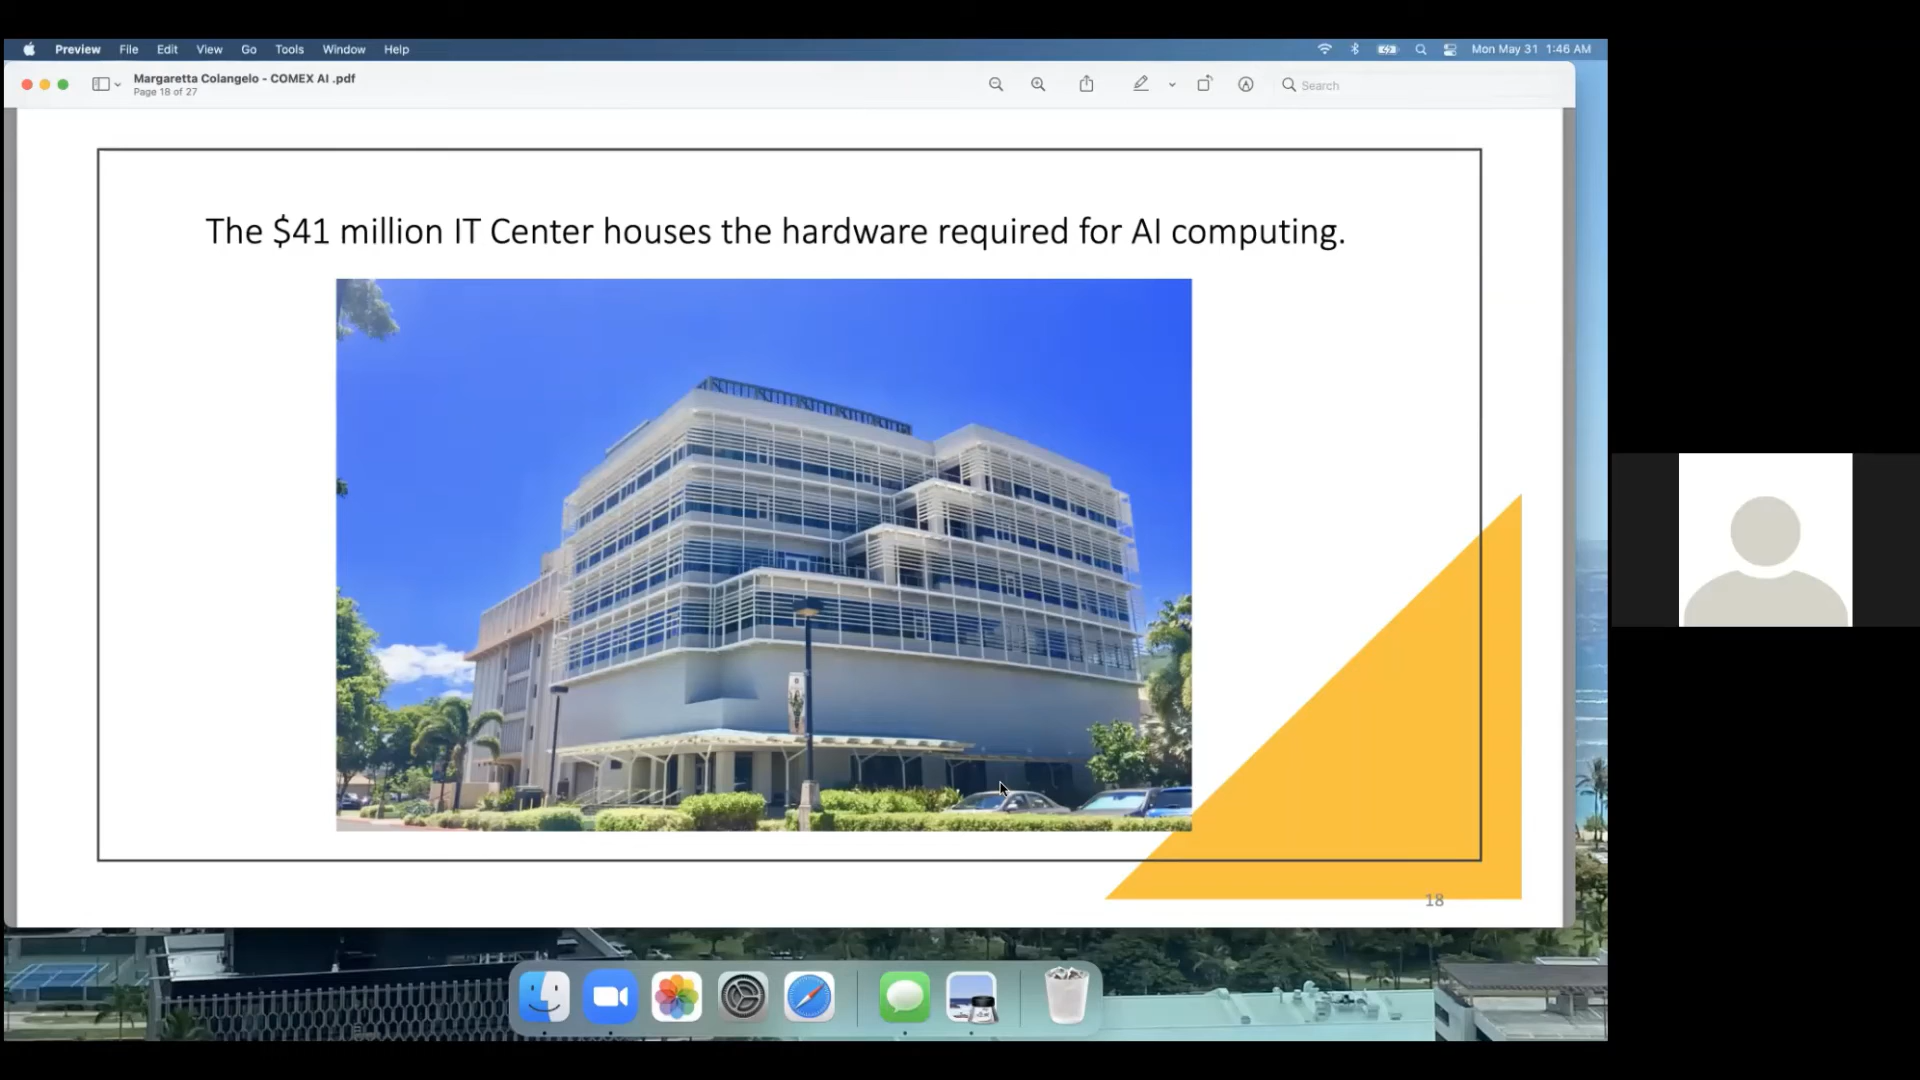 Preview File Edit View Go Tools Window Help Mon May 31 1:46 AM
Margaretta Colangelo - COMEX AI .pdf
Page 18 of 27
Search
The $41 million IT Center houses the hardware required for AI computing.
18